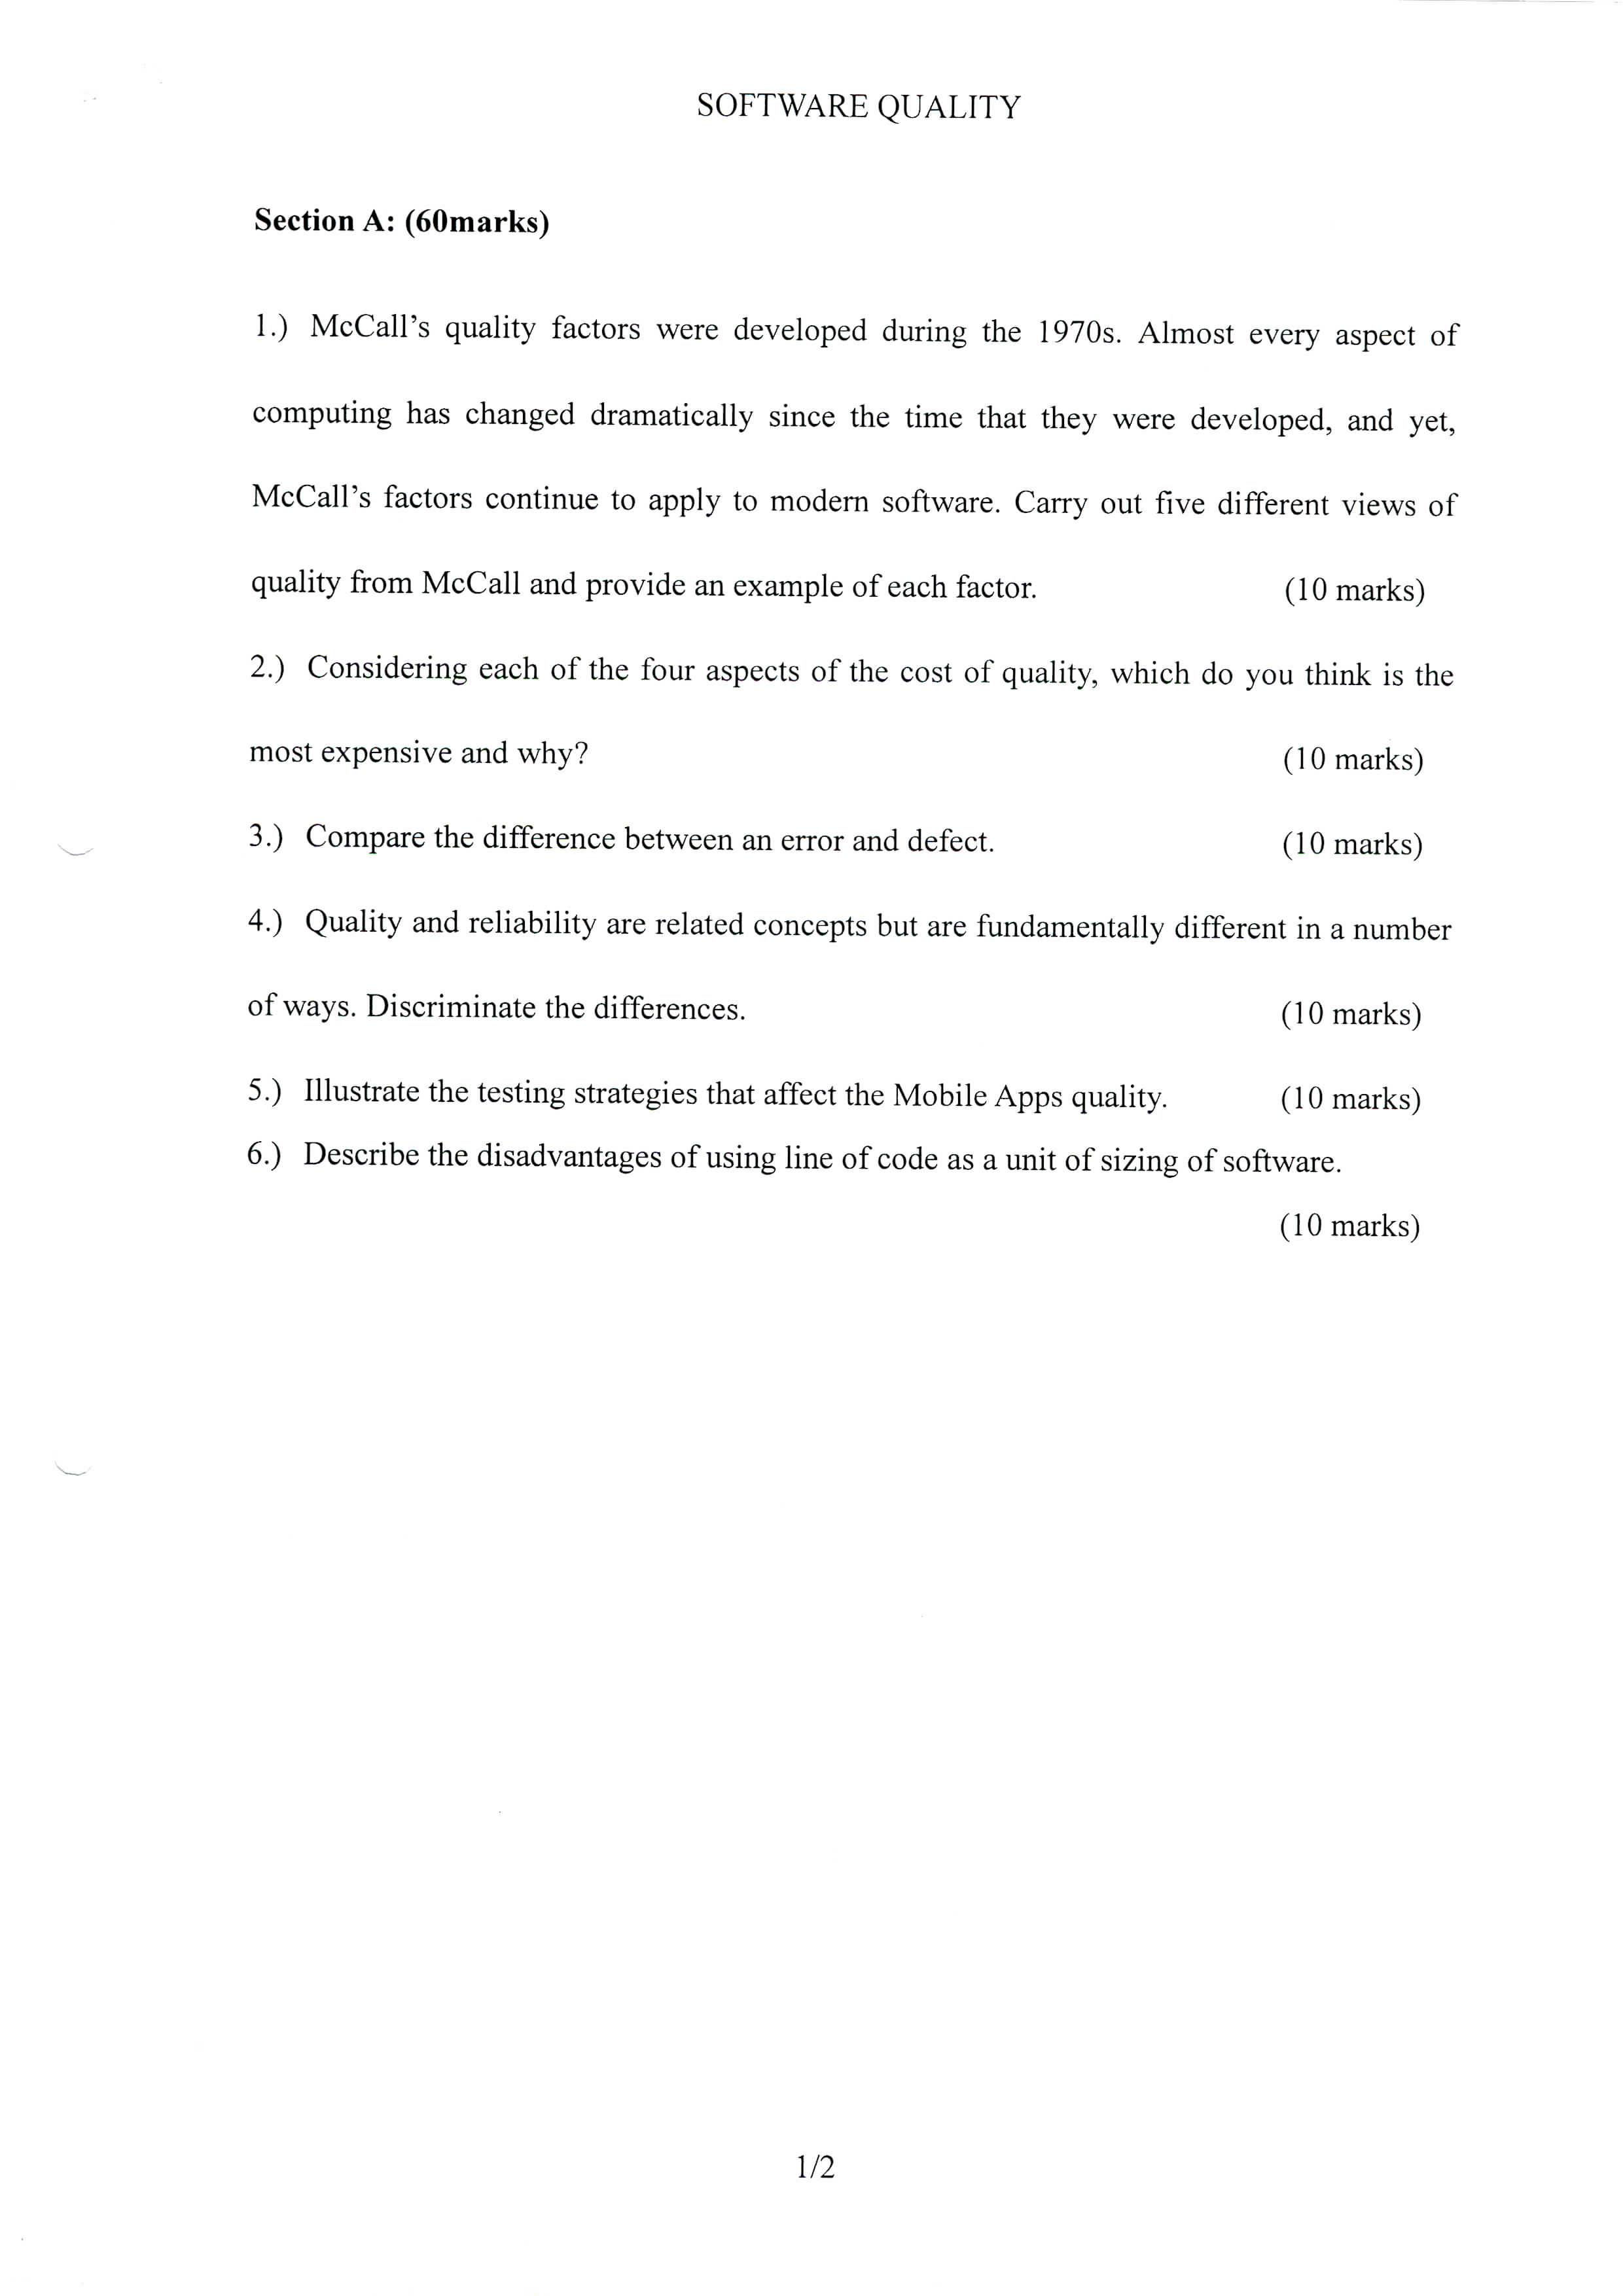 SOFTWARE QUALITY
Section A: (60marks)
1.) McCall's quality factors were developed during the 1970s. Almost every aspect of
computing has changed dramatically since the time that they were developed, and yet,
McCall's factors continue to apply to modern software. Carry out five different views of
quality from McCall and provide an example of each factor. (10 marks)
2.) Considering each of the four aspects of the cost of quality, which do you think is the
most expensive and why? (10 marks)
3.) Compare the difference between an error and defect. (10 marks)
4.) Quality and reliability are related concepts but are fundamentally different in a number
of ways. Discriminate the differences. (10 marks)
5.) Illustrate the testing strategies that affect the Mobile Apps quality. (10 marks)
6.) Describe the disadvantages of using line of code as a unit of sizing of software.
(10 marks)
1/2